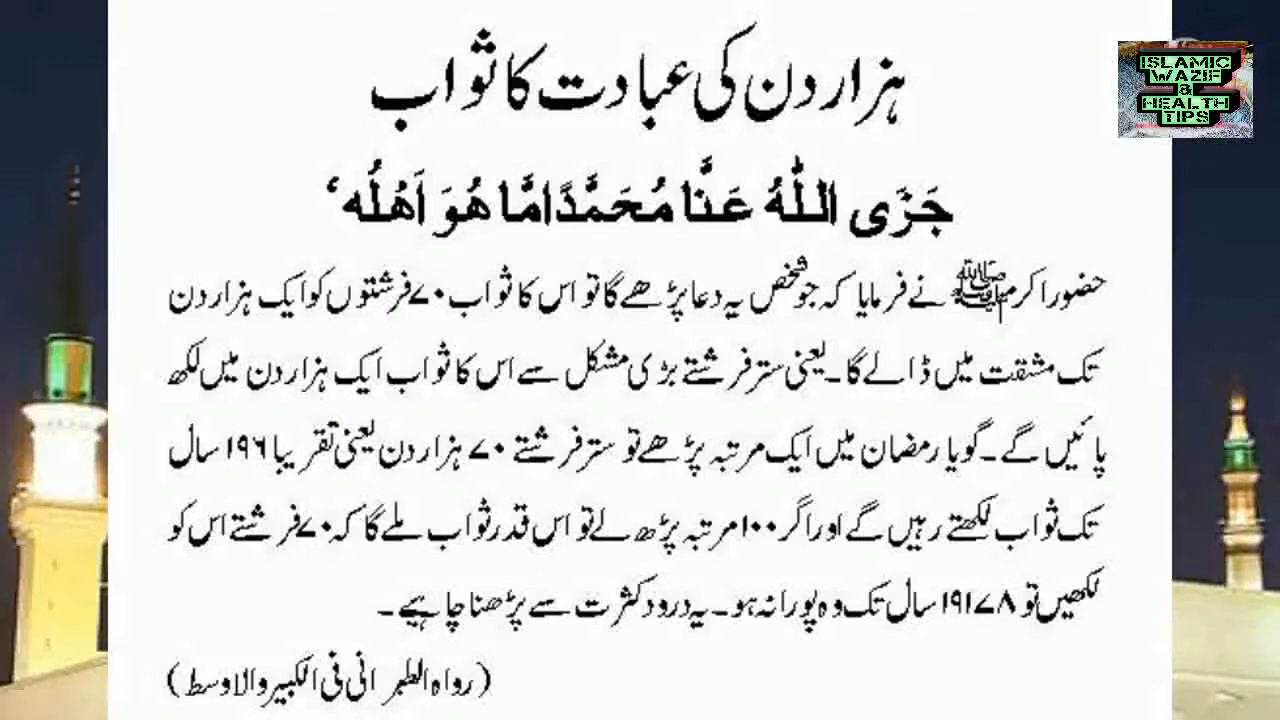 ہزار دن کی عبادت کا ثواب
ISLAMIC
WAZIF
&
HEALTH
TIPS
جَزَی اللّٰهُ عَنَّا مُحَمَّدًا مَّا هُوَ اَهْلُه‘
حضور اکرم ﷺ نے فرمایا کہ جو شخص یہ دعا پڑھے گا تو اس کا ثواب ۷۰ فرشتوں کو ایک ہزار دن
تک مشقت میں ڈالے گا۔ یعنی ستر فرشتے بڑی مشکل سے اس کا ثواب ایک ہزار دن میں لکھ
پائیں گے۔ گویا رمضان میں ایک مرتبہ پڑھے تو ستر فرشتے ۷۰ ہزار دن یعنی تقریبا ۱۹۶ سال
تک ثواب لکھتے رہیں گے اور اگر ۱۰۰ مرتبہ پڑھ لے تو اس قدر ثواب ملے گا کہ ۷۰ فرشتے اس کو
لکھیں تو ۱۹۱۷۸ سال تک وہ پورا نہ ہو۔ یہ درود کثرت سے پڑھنا چاہیے۔
(رواہ الطبرانی فی الکبیر والاوسط)